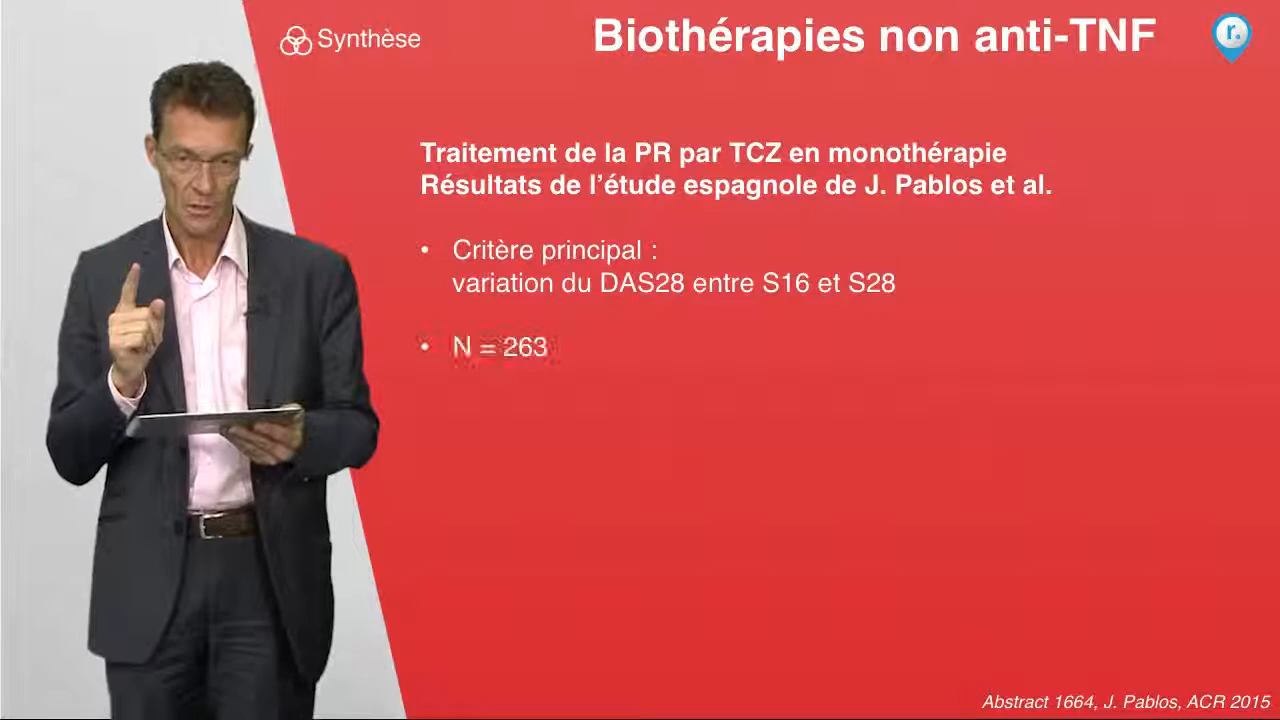 Synthèse
Biothérapies non anti-TNF
r.
Traitement de la PR par TCZ en monothérapie
Résultats de l’étude espagnole de J. Pablos et al.
• Critère principal :
variation du DAS28 entre S16 et S28
• N = 263
Abstract 1664, J. Pablos, ACR 2015